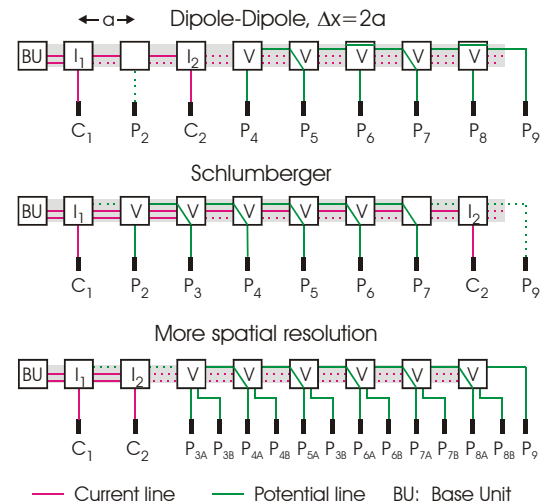 Dipole-Dipole, Δx=2a
a
BU I1 I2 V V V V V
C1 P2 C2 P4 P5 P6 P7 P8 P9
Schlumberger
BU I1 V V V V V I2
C1 P2 P3 P4 P5 P6 P7 C2 P9
More spatial resolution
BU I1 I2 V V V V V V
C1 C2 P3A P3B P4A P4B P5A P3B P6A P6B P7A P7B P8A P8B P9
Current line Potential line BU: Base Unit